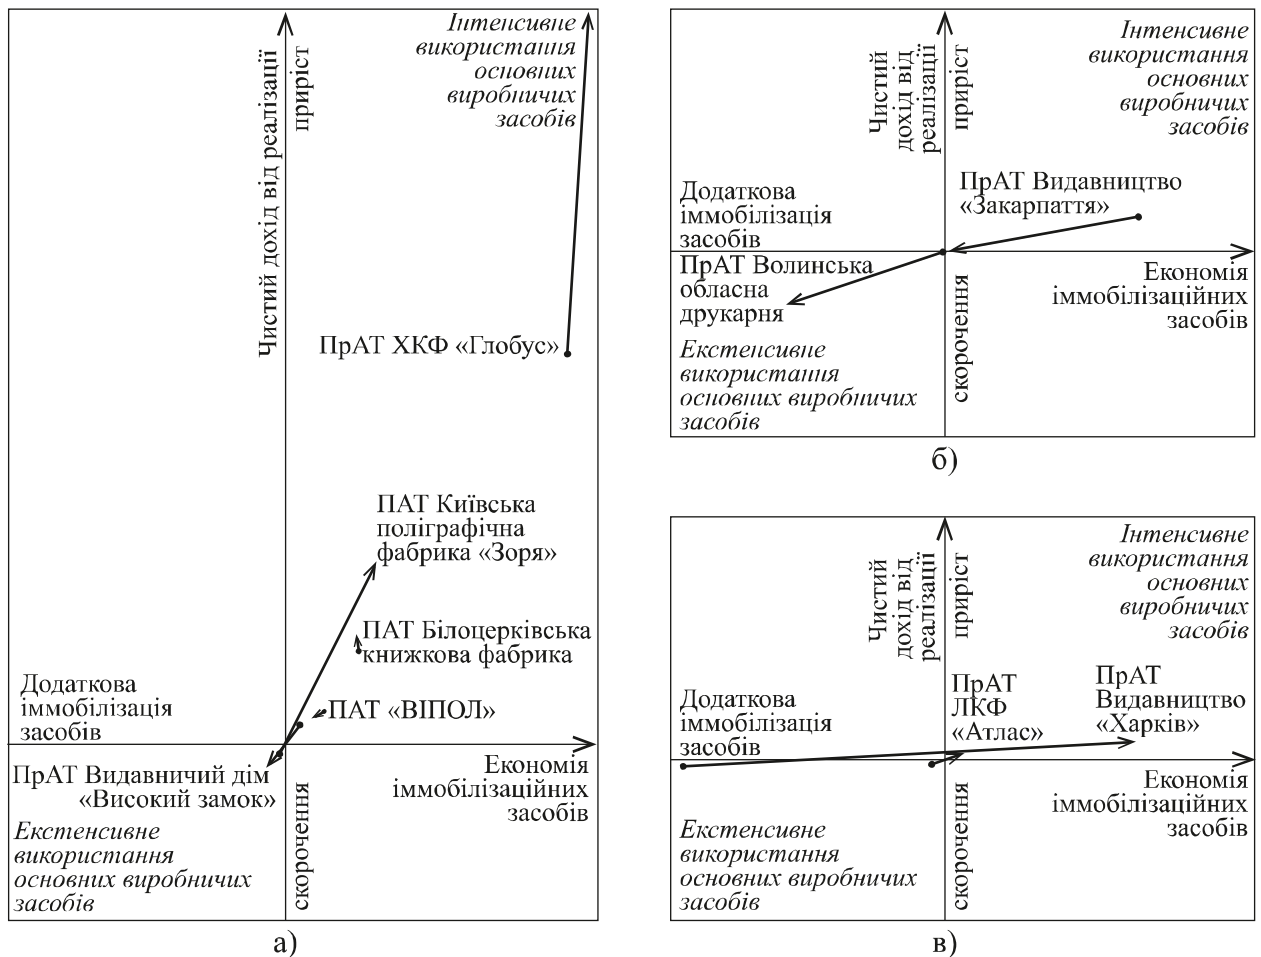 Інтенсивне
використання
основних
виробничих
засобів
Чистий дохід від реалізації
приріст
ПрАТ ХКФ «Глобус»
ПАТ Київська
поліграфічна
фабрика «Зоря»
ПАТ Білоцерківська
книжкова фабрика
Додаткова
іммобілізація
засобів
ПАТ «ВІПОЛ»
ПрАТ Видавничий дім
«Високий замок»
Економія
іммобілізаційних
засобів
скорочення
Екстенсивне
використання
основних виробничих
засобів
а)
Чистий
дохід від
реалізації
приріст
Інтенсивне
використання
основних
виробничих
засобів
Додаткова
іммобілізація
засобів
ПрАТ Видавництво
«Закарпаття»
ПрАТ Волинська
обласна
друкарня
Економія
іммобілізаційних
засобів
скорочення
Екстенсивне
використання
основних виробничих
засобів
б)
Чистий
дохід від
реалізації
приріст
Інтенсивне
використання
основних
виробничих
засобів
Додаткова
іммобілізація
засобів
ПрАТ
ЛКФ
«Атлас»
ПрАТ
Видавництво
«Харків»
Економія
іммобілізаційних
засобів
скорочення
Екстенсивне
використання
основних виробничих
засобів
в)